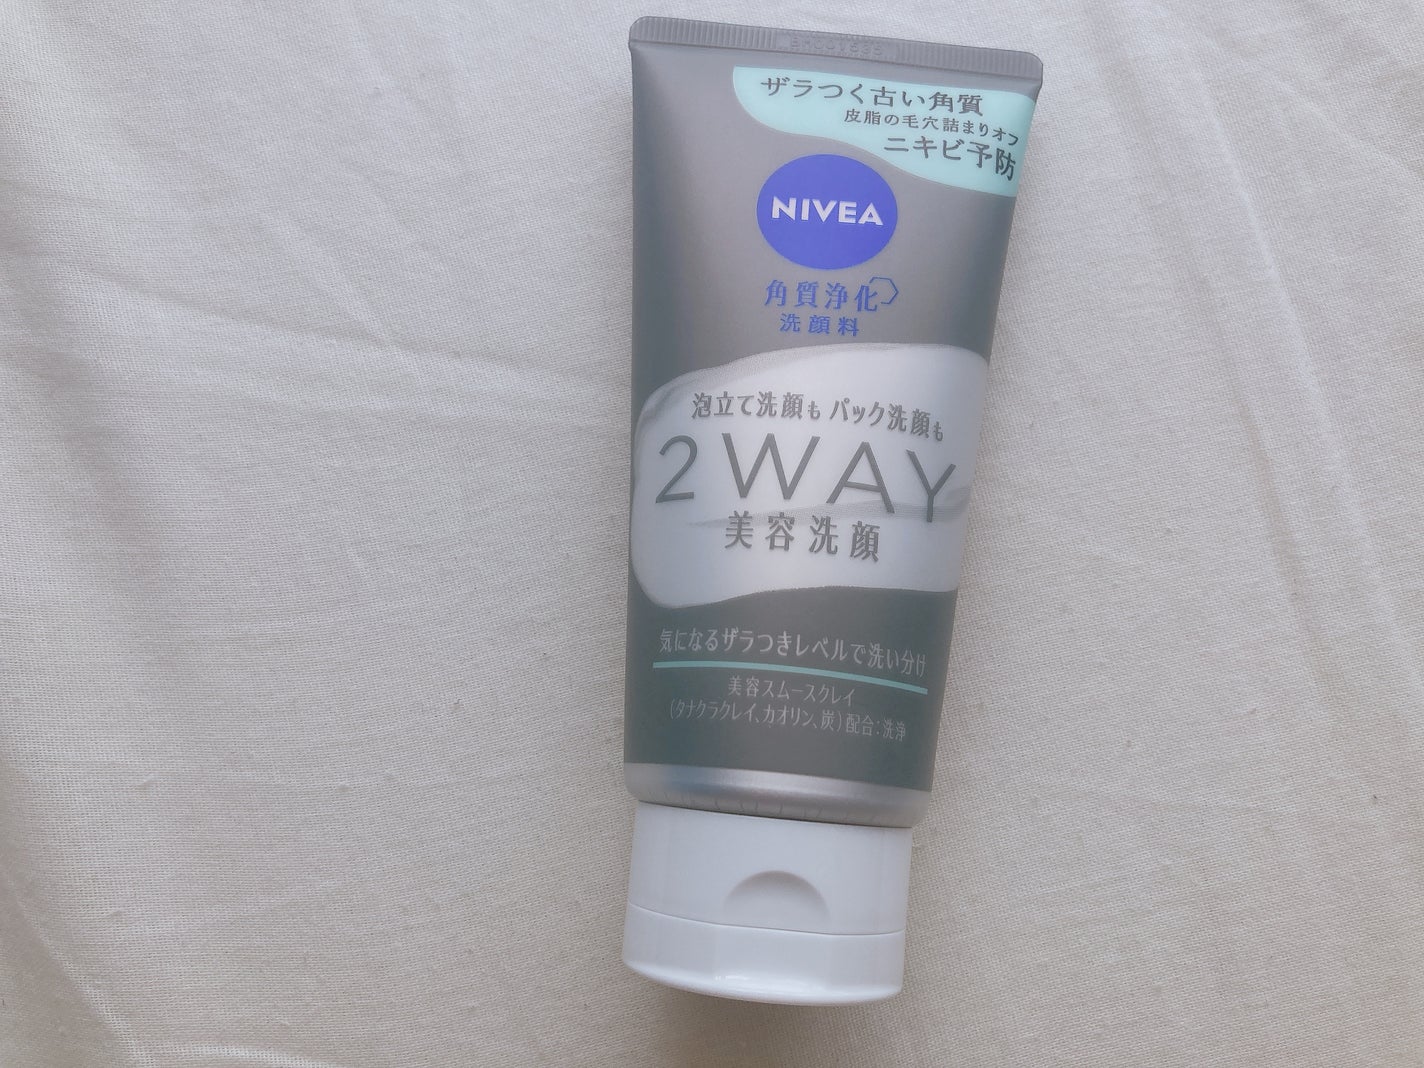 ザラつく古い角質
皮脂の毛穴詰まりオフ
ニキビ予防
NIVEA
角質浄化
洗顔料
泡立て洗顔も パック洗顔も
2WAY
美容洗顔
気になるザラつきレベルで洗い分け
美容スムースクレイ
(タナクラクレイ、カオリン、炭)配合:洗浄